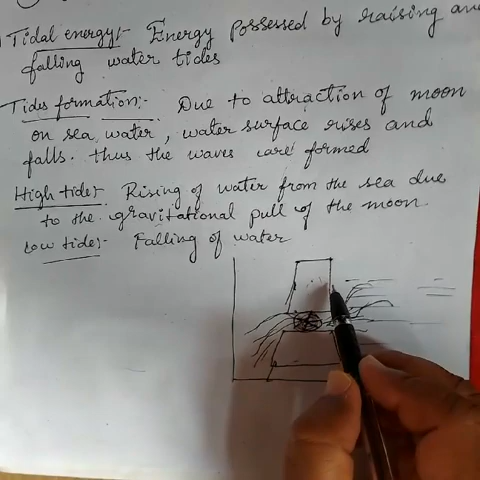 Tidal energy:- Energy possessed by raising and
falling water tides
Tides formation:- Due to attraction of moon
on sea water, water surface rises and
falls. thus the waves are formed
High tide:- Rising of water from the sea due
to the gravitational pull of the moon
Low tide:- Falling of water